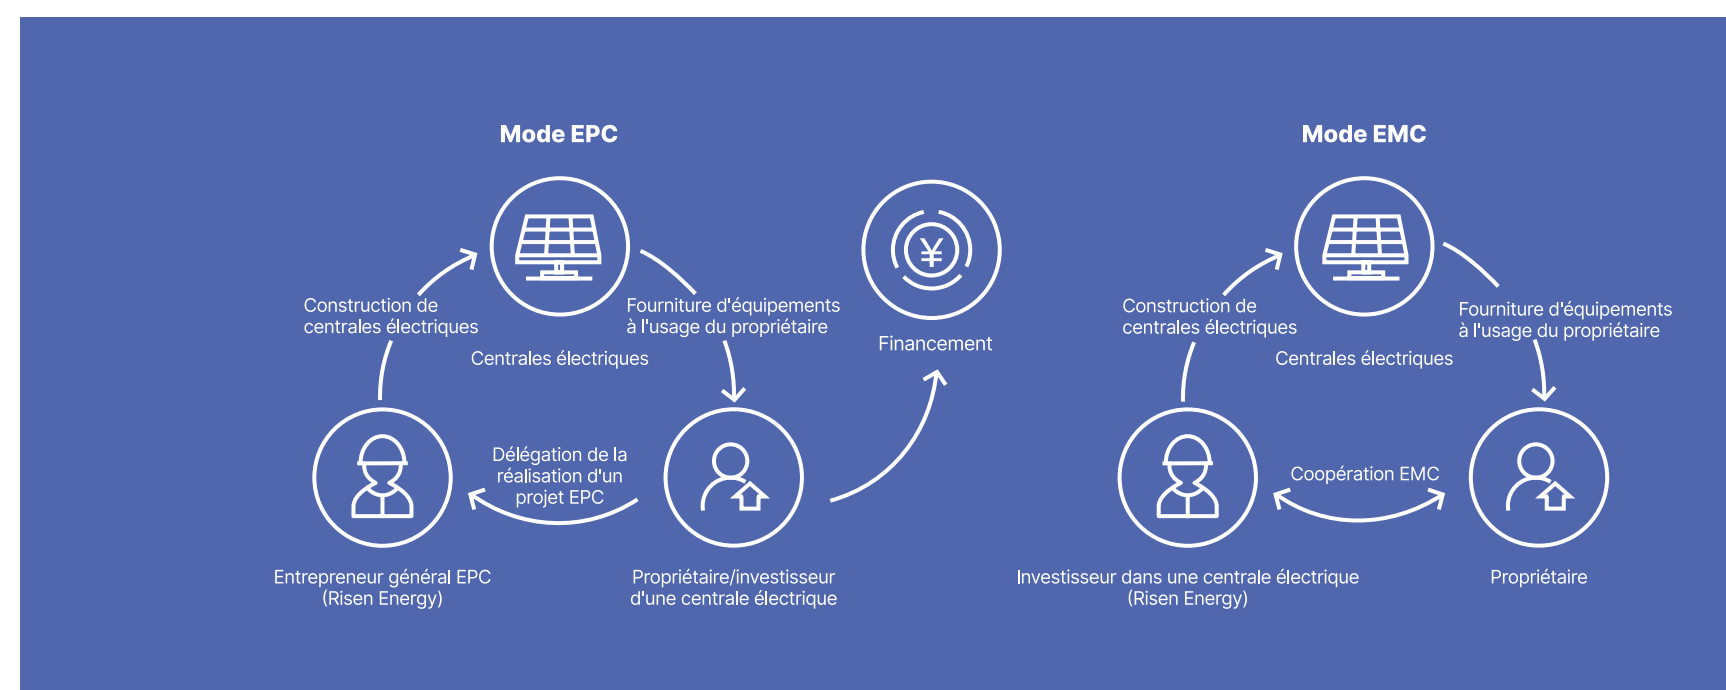 Mode EPC
Construction de
centrales électriques
Fourniture d'équipements
à l'usage du propriétaire
Centrales électriques
¥
Financement
Délégation de la
réalisation d'un
projet EPC
Entrepreneur général EPC
(Risen Energy)
Propriétaire/investisseur
d'une centrale électrique
Mode EMC
Construction de
centrales électriques
Fourniture d'équipements
à l'usage du propriétaire
Centrales électriques
Coopération EMC
Investisseur dans une centrale électrique
(Risen Energy)
Propriétaire